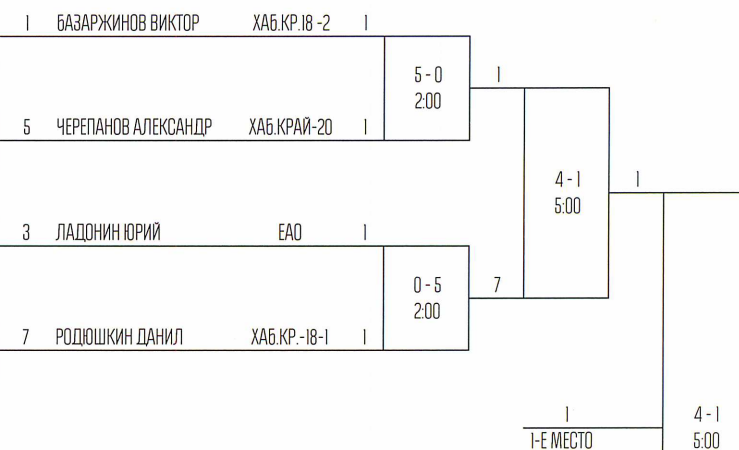 1 БАЗАРЖИНОВ ВИКТОР ХАБ.КР.18 -2 1
5 - 0
2:00
1
5 ЧЕРЕПАНОВ АЛЕКСАНДР ХАБ.КРАЙ-20 1
4 - 1
5:00
1
3 ЛАДОНИН ЮРИЙ ЕАО 1
0 - 5
2:00
7
7 РОДЮШКИН ДАНИЛ ХАБ.КР.-18-1 1
1
1-Е МЕСТО
4 - 1
5:00